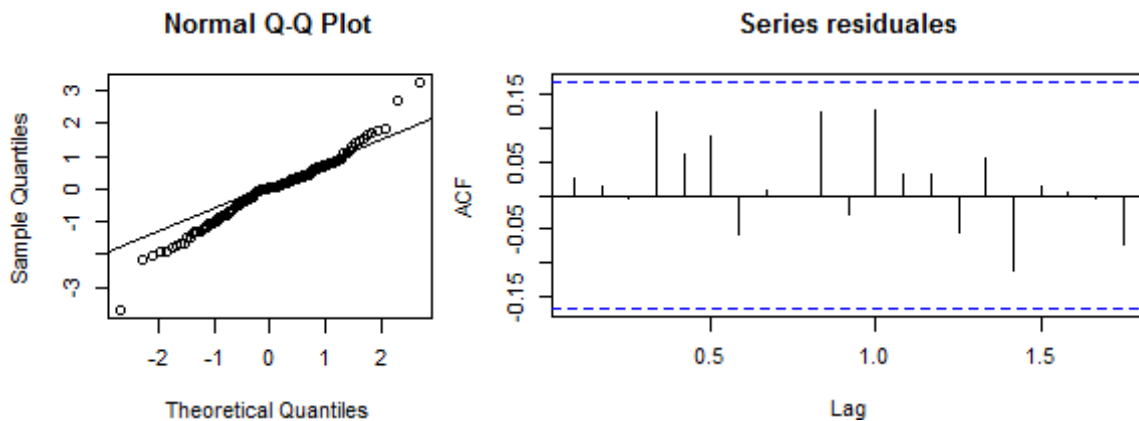 Normal Q-Q Plot
Sample Quantiles
3
2
1
0
-1
-3
-2 -1 0 1 2
Theoretical Quantiles
Series residuales
ACF
0.15
0.05
-0.05
-0.15
0.5 1.0 1.5
Lag